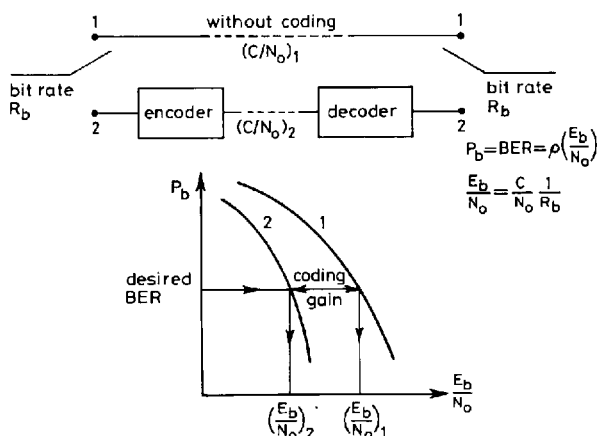 1 without coding 1
(C/N₀)₁
bit rate R_b
bit rate R_b
2 encoder (C/N₀)₂ decoder 2
P_b=BER=ρ(E_b/N₀)
E_b/N₀ = C/N₀ 1/R_b
P_b
2 1
desired BER
coding gain
(E_b/N₀)₂ (E_b/N₀)₁
E_b/N₀